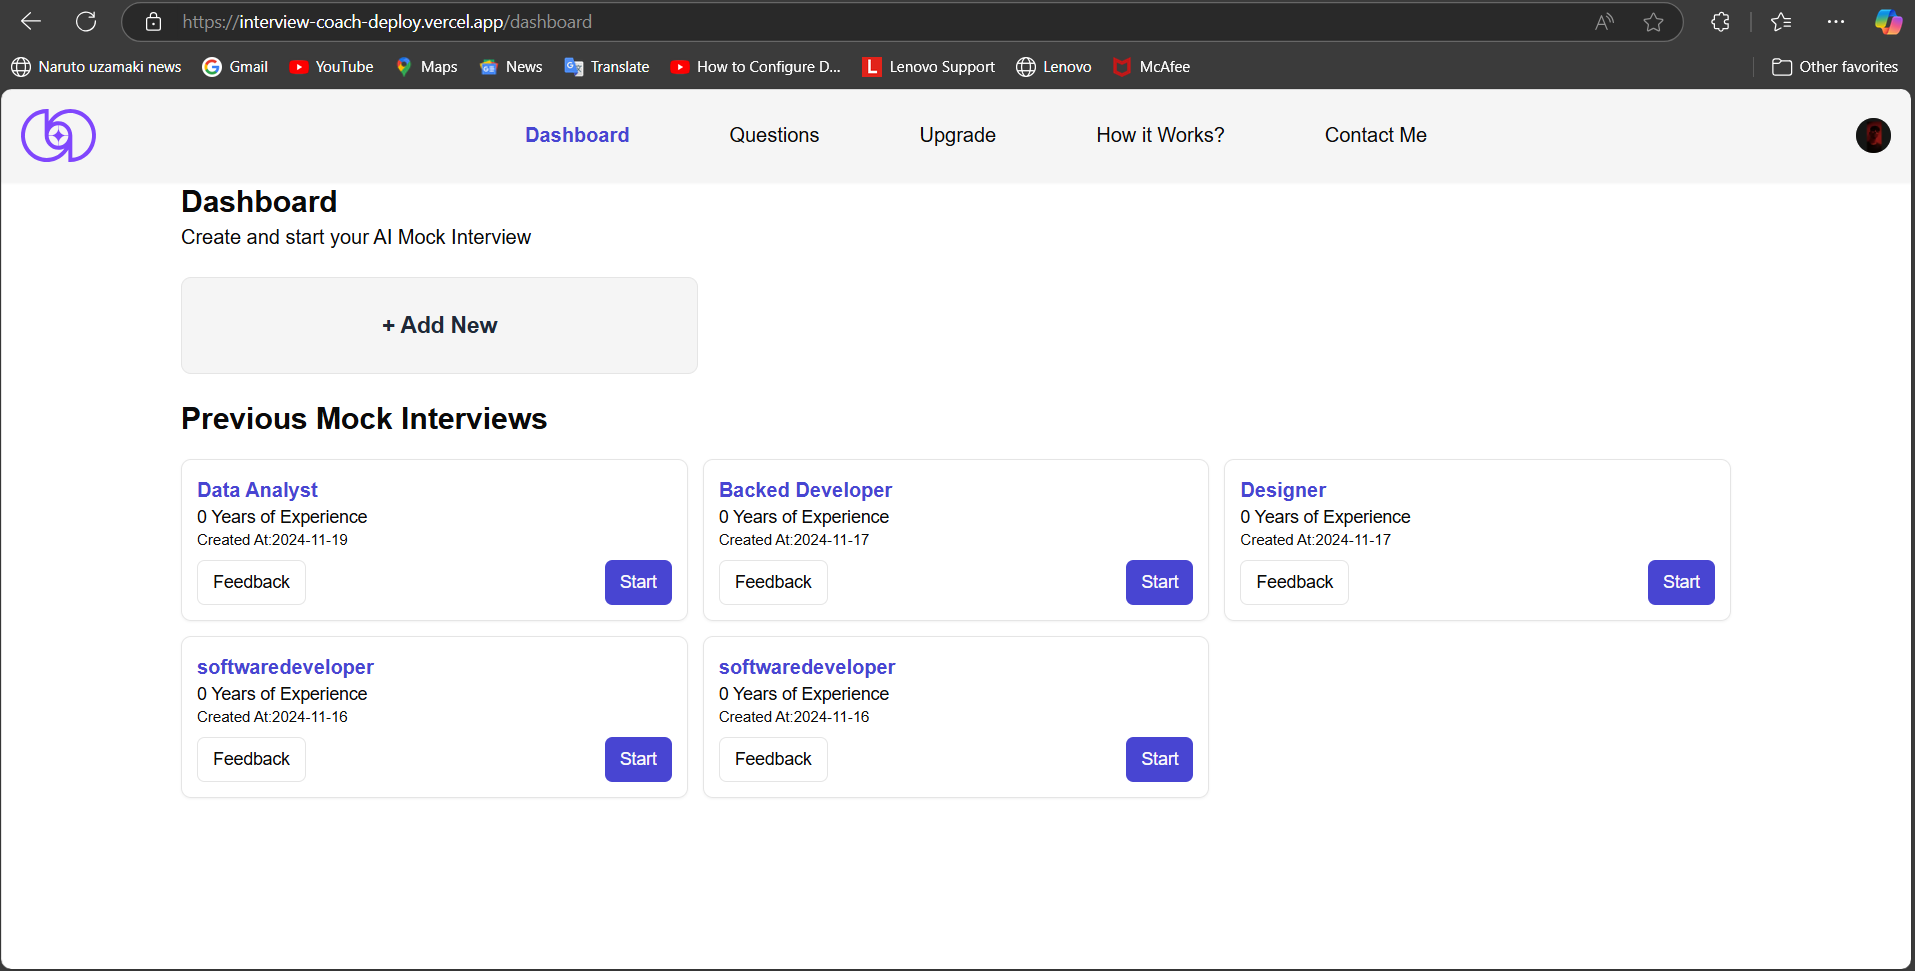 https://interview-coach-deploy.vercel.app/dashboard
Naruto uzamaki news Gmail YouTube Maps News Translate How to Configure D... Lenovo Support Lenovo McAfee Other favorites
Dashboard Questions Upgrade How it Works? Contact Me
Dashboard
Create and start your AI Mock Interview
+ Add New
Previous Mock Interviews
Data Analyst
0 Years of Experience
Created At:2024-11-19
Feedback Start
Backed Developer
0 Years of Experience
Created At:2024-11-17
Feedback Start
Designer
0 Years of Experience
Created At:2024-11-17
Feedback Start
softwaredeveloper
0 Years of Experience
Created At:2024-11-16
Feedback Start
softwaredeveloper
0 Years of Experience
Created At:2024-11-16
Feedback Start